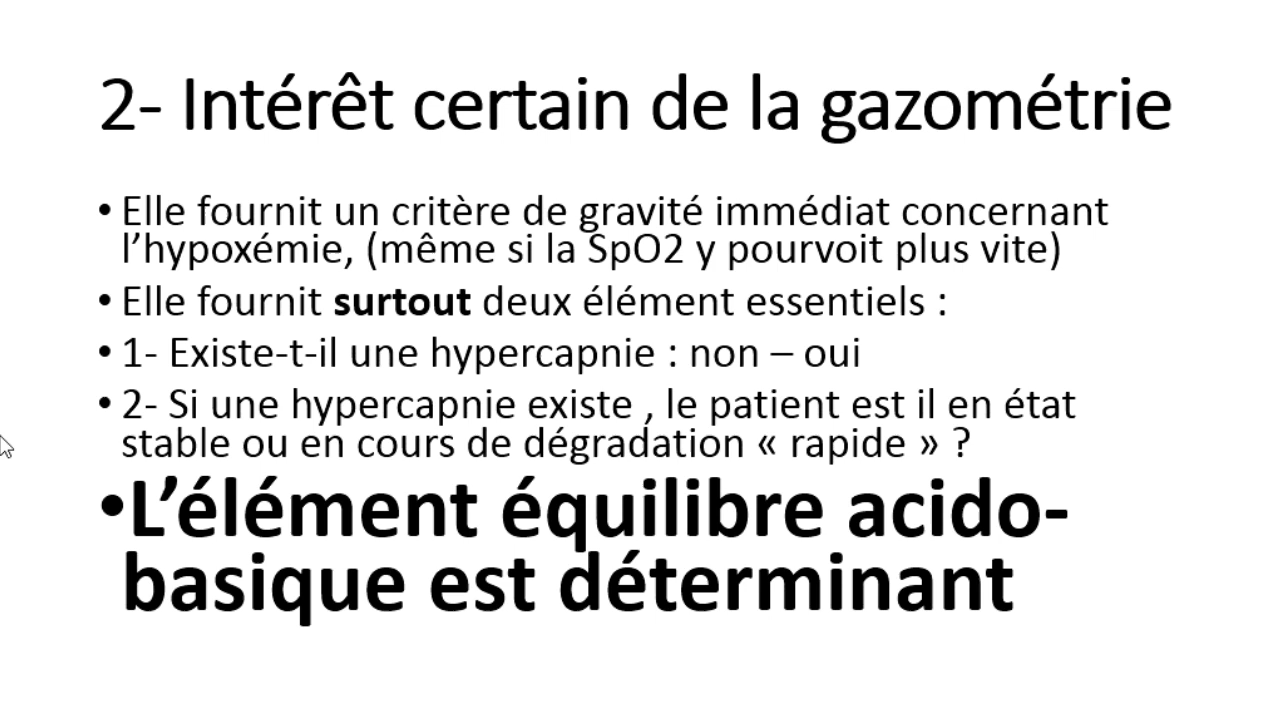 2- Intérêt certain de la gazométrie
• Elle fournit un critère de gravité immédiat concernant
l’hypoxémie, (même si la SpO2 y pourvoit plus vite)
• Elle fournit surtout deux élément essentiels :
• 1- Existe-t-il une hypercapnie : non – oui
• 2- Si une hypercapnie existe , le patient est il en état
stable ou en cours de dégradation « rapide » ?
•L’élément équilibre acido-
basique est déterminant